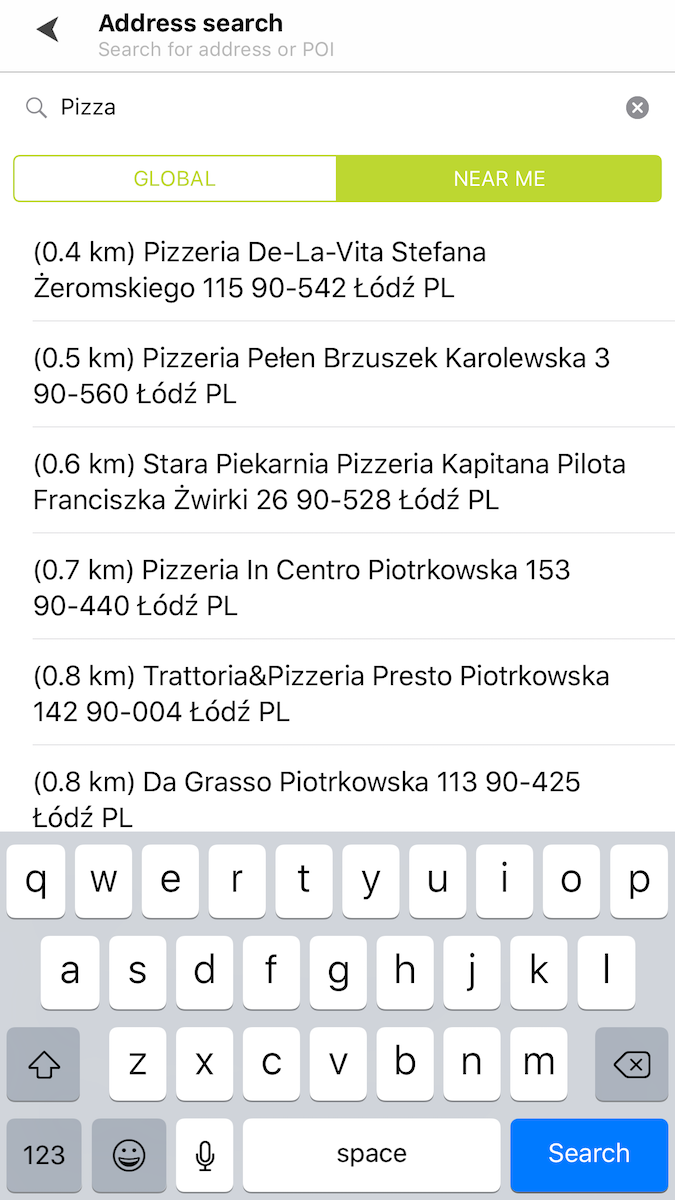 Address search
Search for address or POI
Pizza
GLOBAL NEAR ME
(0.4 km) Pizzeria De-La-Vita Stefana
Żeromskiego 115 90-542 Łódź PL
(0.5 km) Pizzeria Pełen Brzuszek Karolewska 3
90-560 Łódź PL
(0.6 km) Stara Piekarnia Pizzeria Kapitana Pilota
Franciszka Żwirki 26 90-528 Łódź PL
(0.7 km) Pizzeria In Centro Piotrkowska 153
90-440 Łódź PL
(0.8 km) Trattoria&Pizzeria Presto Piotrkowska
142 90-004 Łódź PL
(0.8 km) Da Grasso Piotrkowska 113 90-425
Łódź PL
q w e r t y u i o p
a s d f g h j k l
z x c v b n m
123 space Search